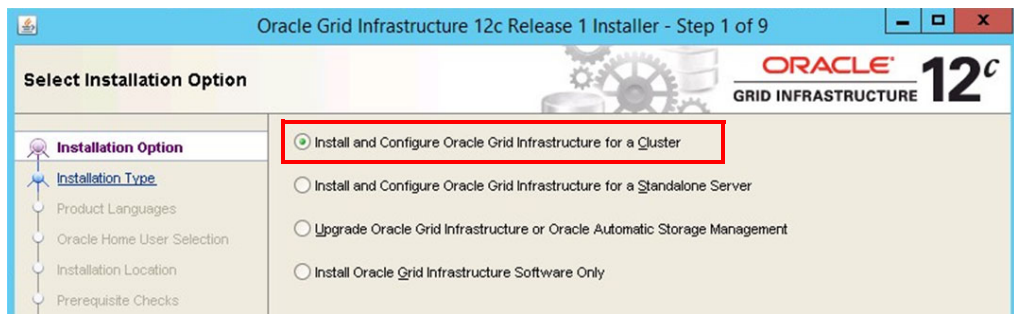 Oracle Grid Infrastructure 12c Release 1 Installer - Step 1 of 9
Select Installation Option
ORACLE
GRID INFRASTRUCTURE 12c
Installation Option
Installation Type
Product Languages
Oracle Home User Selection
Installation Location
Prerequisite Checks
Install and Configure Oracle Grid Infrastructure for a Cluster
Install and Configure Oracle Grid Infrastructure for a Standalone Server
Upgrade Oracle Grid Infrastructure or Oracle Automatic Storage Management
Install Oracle Grid Infrastructure Software Only